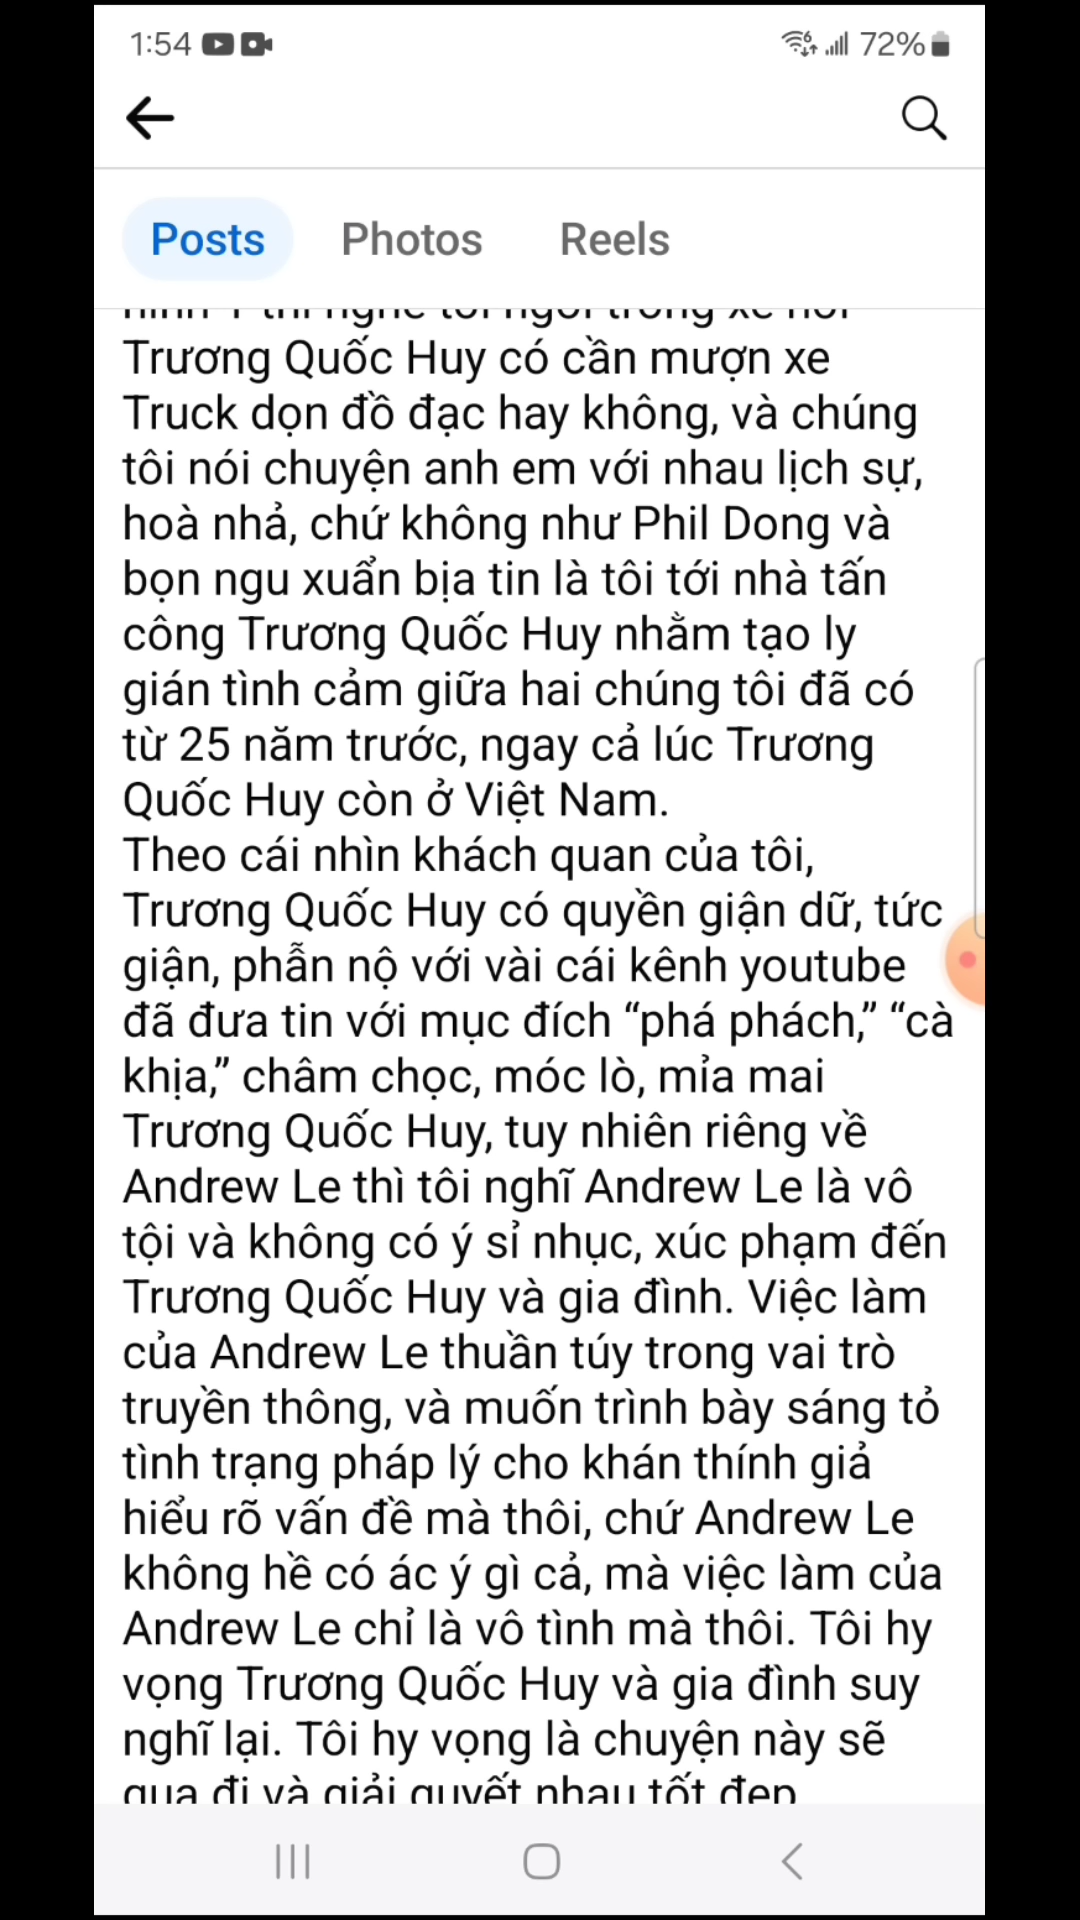 1:54
72%
Posts Photos Reels
Trương Quốc Huy có cần mượn xe
Truck dọn đồ đạc hay không, và chúng
tôi nói chuyện anh em với nhau lịch sự,
hoà nhả, chứ không như Phil Dong và
bọn ngu xuẩn bịa tin là tôi tới nhà tấn
công Trương Quốc Huy nhằm tạo ly
gián tình cảm giữa hai chúng tôi đã có
từ 25 năm trước, ngay cả lúc Trương
Quốc Huy còn ở Việt Nam.
Theo cái nhìn khách quan của tôi,
Trương Quốc Huy có quyền giận dữ, tức
giận, phẫn nộ với vài cái kênh youtube
đã đưa tin với mục đích “phá phách,” “cà
khịa,” châm chọc, móc lò, mỉa mai
Trương Quốc Huy, tuy nhiên riêng về
Andrew Le thì tôi nghĩ Andrew Le là vô
tội và không có ý sỉ nhục, xúc phạm đến
Trương Quốc Huy và gia đình. Việc làm
của Andrew Le thuần túy trong vai trò
truyền thông, và muốn trình bày sáng tỏ
tình trạng pháp lý cho khán thính giả
hiểu rõ vấn đề mà thôi, chứ Andrew Le
không hề có ác ý gì cả, mà việc làm của
Andrew Le chỉ là vô tình mà thôi. Tôi hy
vọng Trương Quốc Huy và gia đình suy
nghĩ lại. Tôi hy vọng là chuyện này sẽ
qua đi và giải quyết nhau tốt đẹp